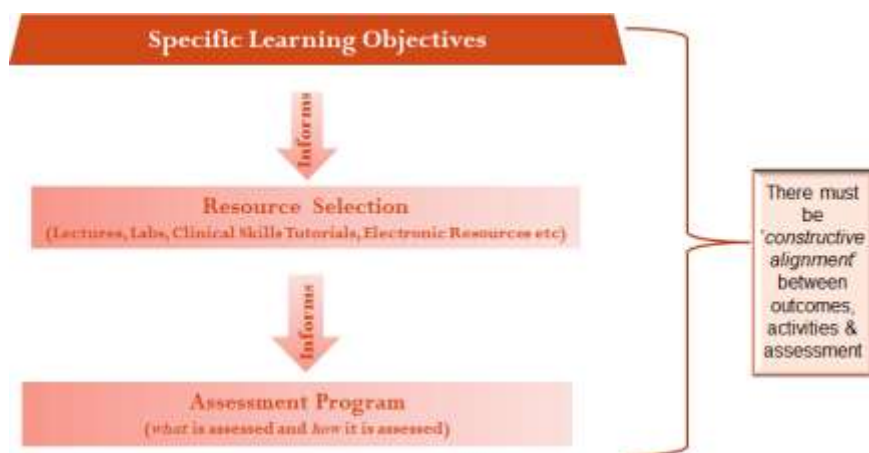 Specific Learning Objectives
Informs
Resource Selection
(Lectures, Labs, Clinical Skills Tutorials, Electronic Resources etc)
Informs
Assessment Program
(what is assessed and how it is assessed)
There must
be
'constructive
alignment'
between
outcomes,
activities &
assessment